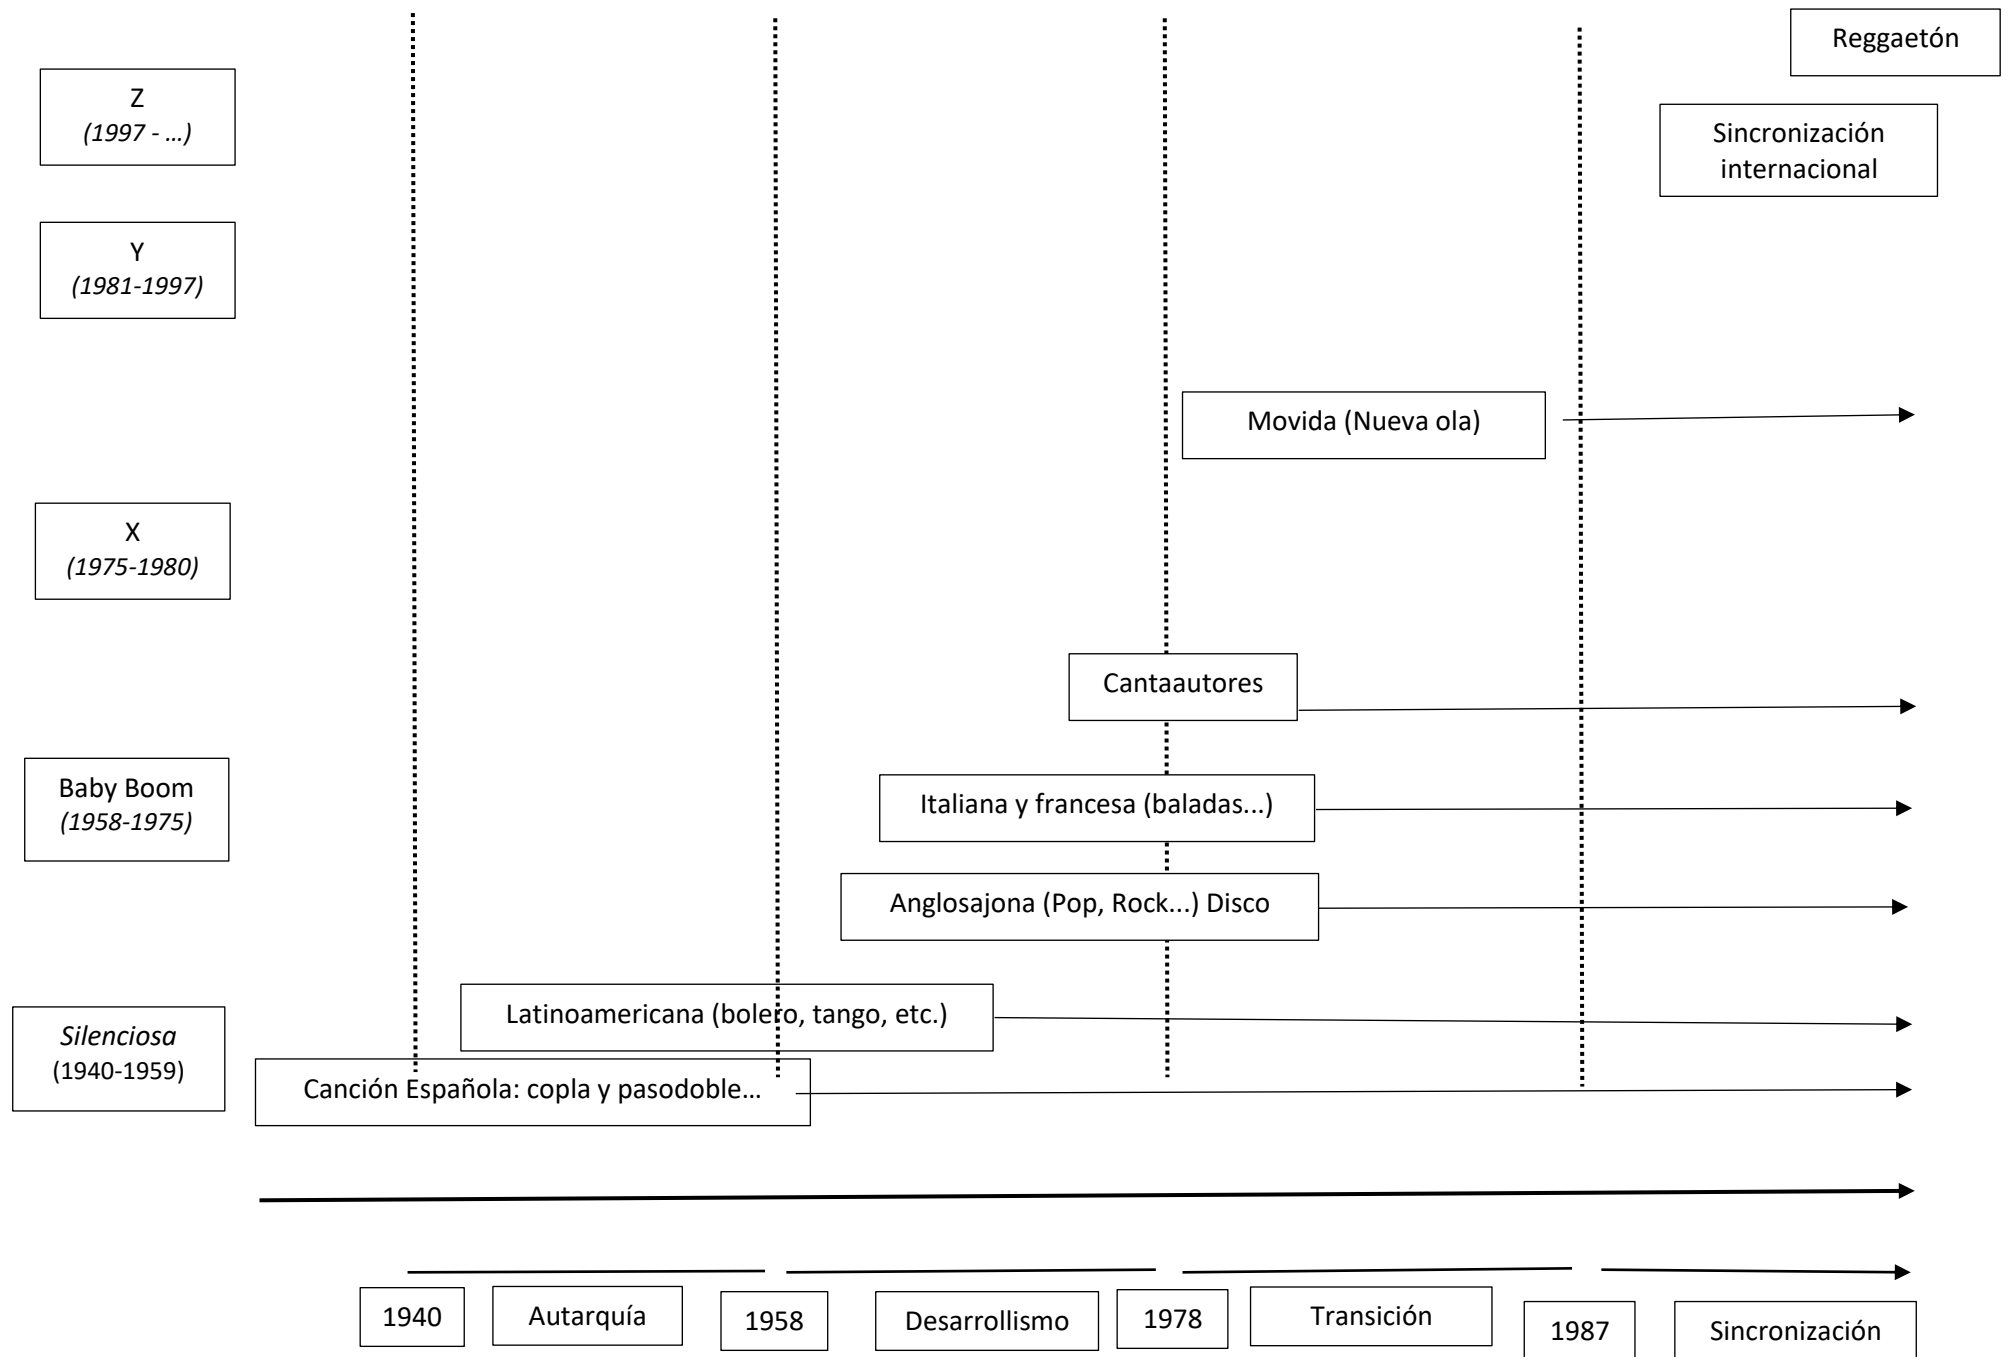 Reggaetón
Z
(1997 - …)
Sincronización
internacional
Y
(1981-1997)
Movida (Nueva ola)
X
(1975-1980)
Cantaautores
Baby Boom
(1958-1975)
Italiana y francesa (baladas...)
Anglosajona (Pop, Rock...) Disco
Latinoamericana (bolero, tango, etc.)
Silenciosa
(1940-1959)
Canción Española: copla y pasodoble…
1940
Autarquía
1958
Desarrollismo
1978
Transición
1987
Sincronización